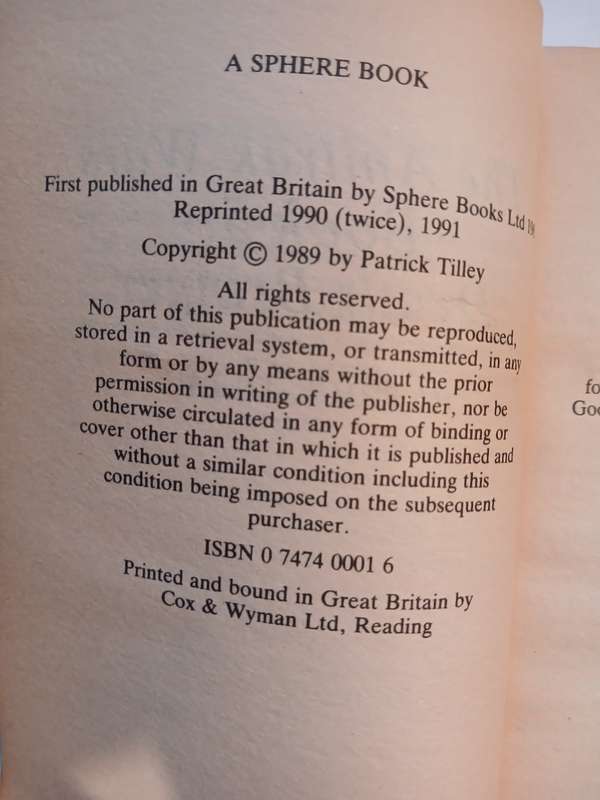 A SPHERE BOOK
First published in Great Britain by Sphere Books Ltd
Reprinted 1990 (twice), 1991
Copyright © 1989 by Patrick Tilley
All rights reserved.
No part of this publication may be reproduced,
stored in a retrieval system, or transmitted, in any
form or by any means without the prior
permission in writing of the publisher, nor be
otherwise circulated in any form of binding or
cover other than that in which it is published and
without a similar condition including this
condition being imposed on the subsequent
purchaser.
ISBN 0 7474 0001 6
Printed and bound in Great Britain by
Cox & Wyman Ltd, Reading